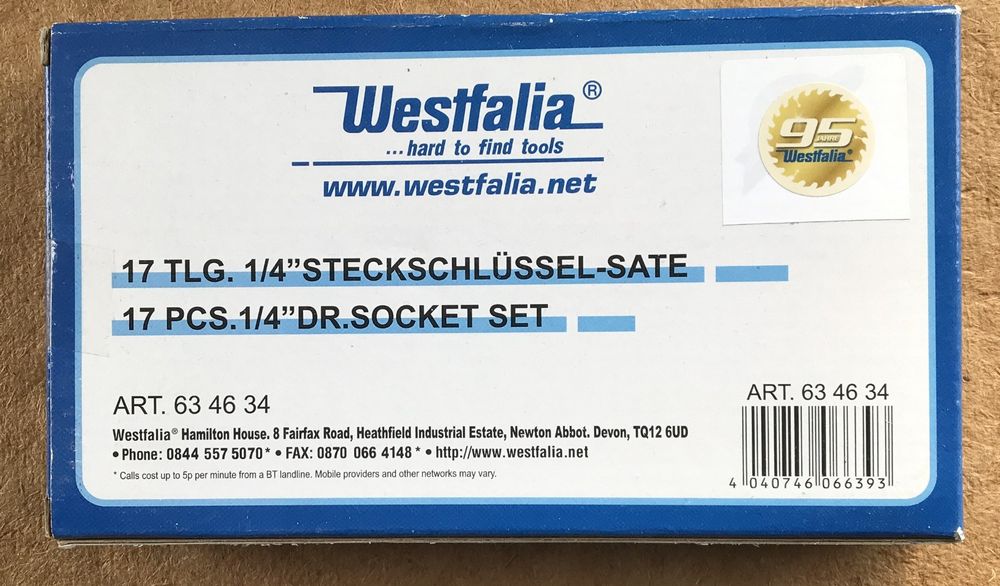 Westfalia®
...hard to find tools
www.westfalia.net
95
JAHRE
Westfalia®
17 TLG. 1/4”STECKSCHLÜSSEL-SATE
17 PCS.1/4”DR.SOCKET SET
ART. 63 46 34
ART. 63 46 34
Westfalia® Hamilton House. 8 Fairfax Road, Heathfield Industrial Estate, Newton Abbot. Devon, TQ12 6UD
• Phone: 0844 557 5070* • FAX: 0870 066 4148 * • http://www.westfalia.net
* Calls cost up to 5p per minute from a BT landline. Mobile providers and other networks may vary.
4 040746 066393